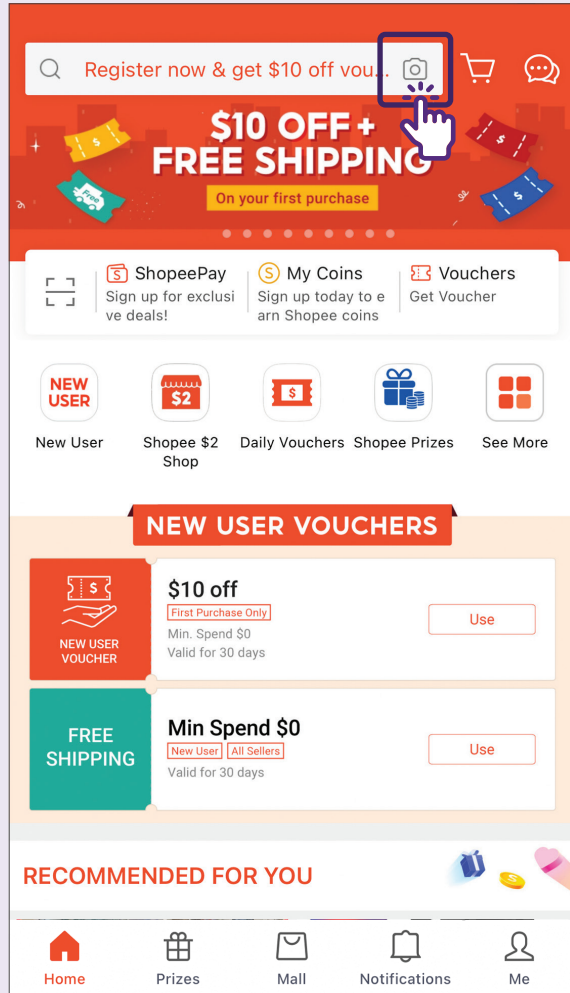 Register now & get $10 off vou...
$10 OFF +
FREE SHIPPING
On your first purchase
$
Free
$
$
S ShopeePay
Sign up for exclusi
ve deals!
S My Coins
Sign up today to e
arn Shopee coins
Vouchers
Get Voucher
NEW
USER
$2
$
New User
Shopee $2
Shop
Daily Vouchers
Shopee Prizes
See More
NEW USER VOUCHERS
$
NEW USER
VOUCHER
$10 off
First Purchase Only
Min. Spend $0
Valid for 30 days
Use
FREE
SHIPPING
Min Spend $0
New User All Sellers
Valid for 30 days
Use
RECOMMENDED FOR YOU
Home
Prizes
Mall
Notifications
Me